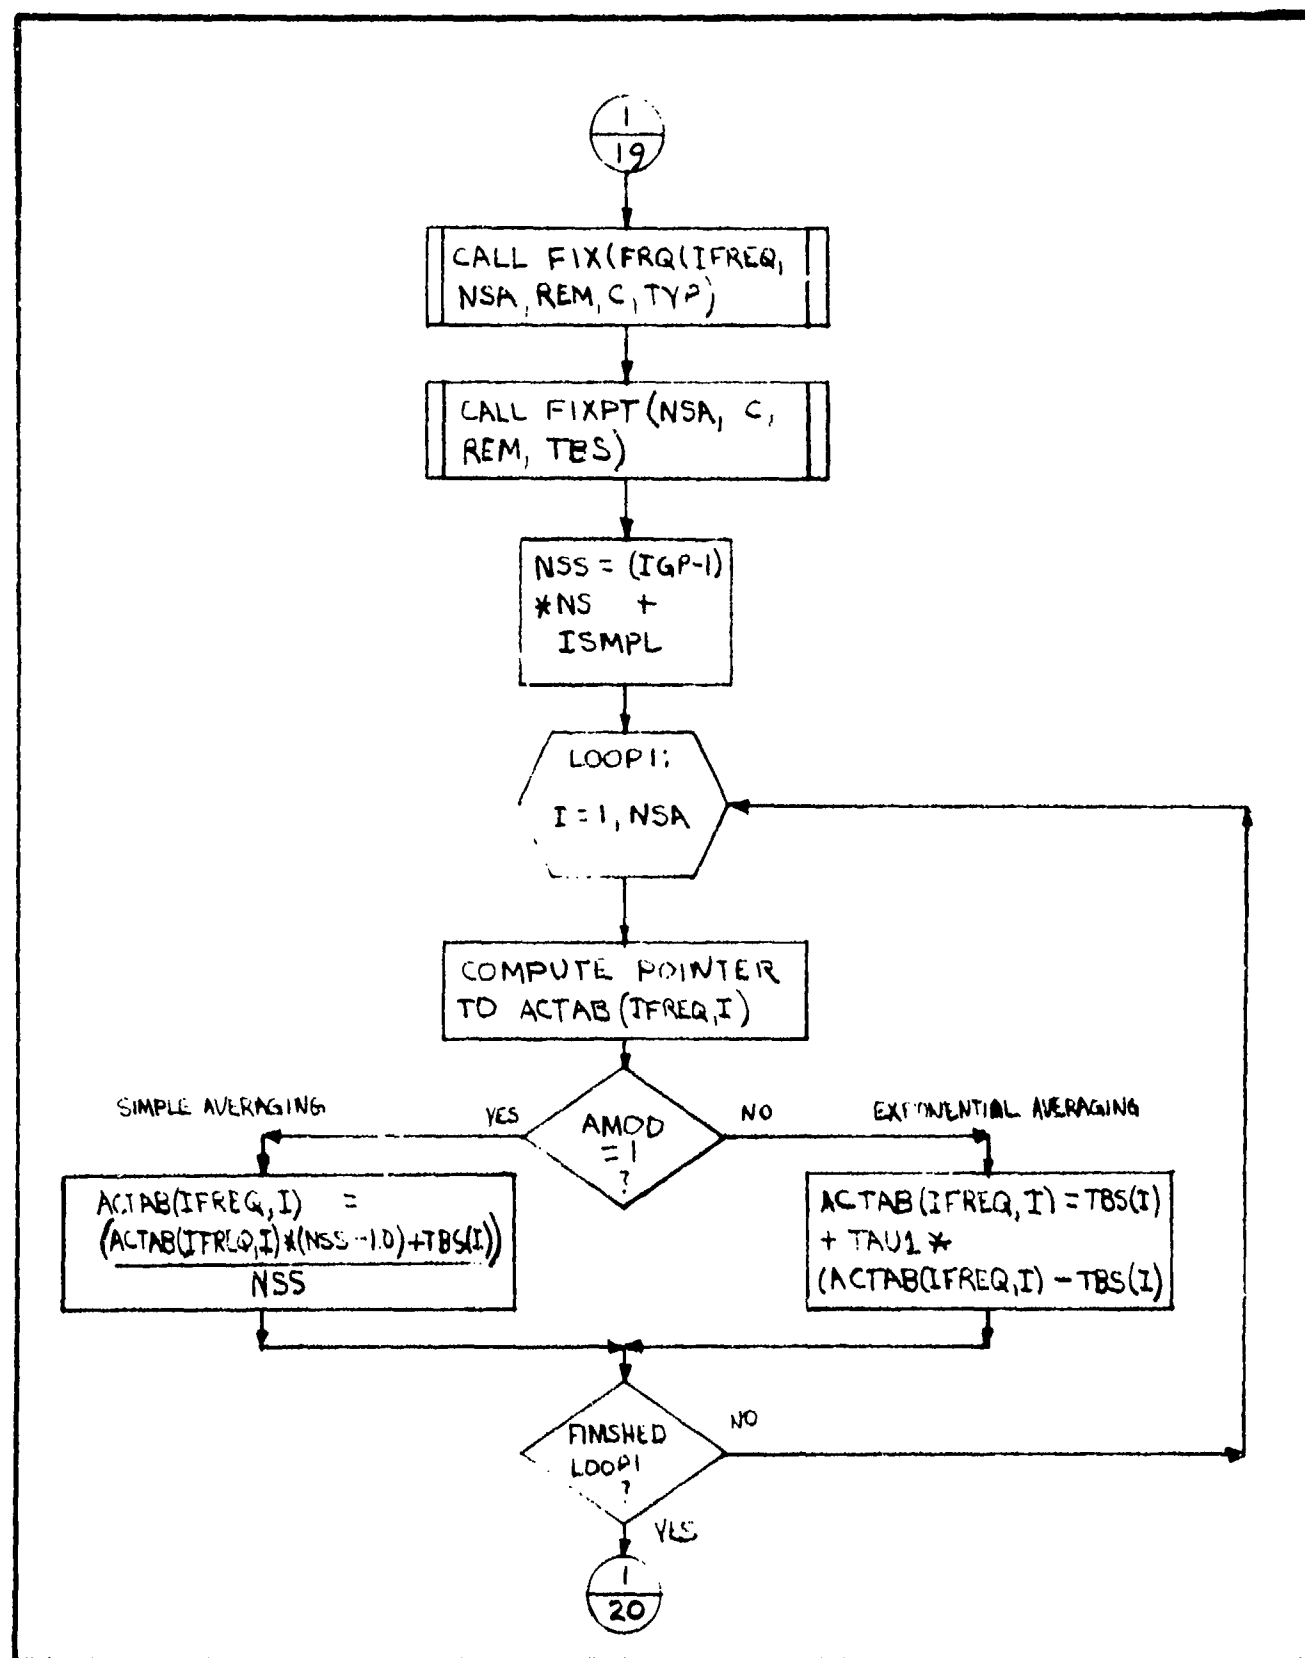 1
19
CALL FIX(FRQ(IFREQ,
NSA, REM, C, TYP)
CALL FIXPT(NSA, C,
REM, TBS)
NSS = (IGP-1)
*NS +
ISMPL
LOOP1:
I = 1, NSA
COMPUTE POINTER
TO ACTAB(IFREQ,I)
SIMPLE AVERAGING
YES
AMOD
= 1
?
NO
EXPONENTIAL AVERAGING
ACTAB(IFREQ,I) =
(ACTAB(IFREQ,I)*(NSS-1.0)+TBS(I))
NSS
ACTAB(IFREQ,I)=TBS(I)
+ TAU1 *
(ACTAB(IFREQ,I)-TBS(I)
FINISHED
LOOP1
?
NO
YES
1
20